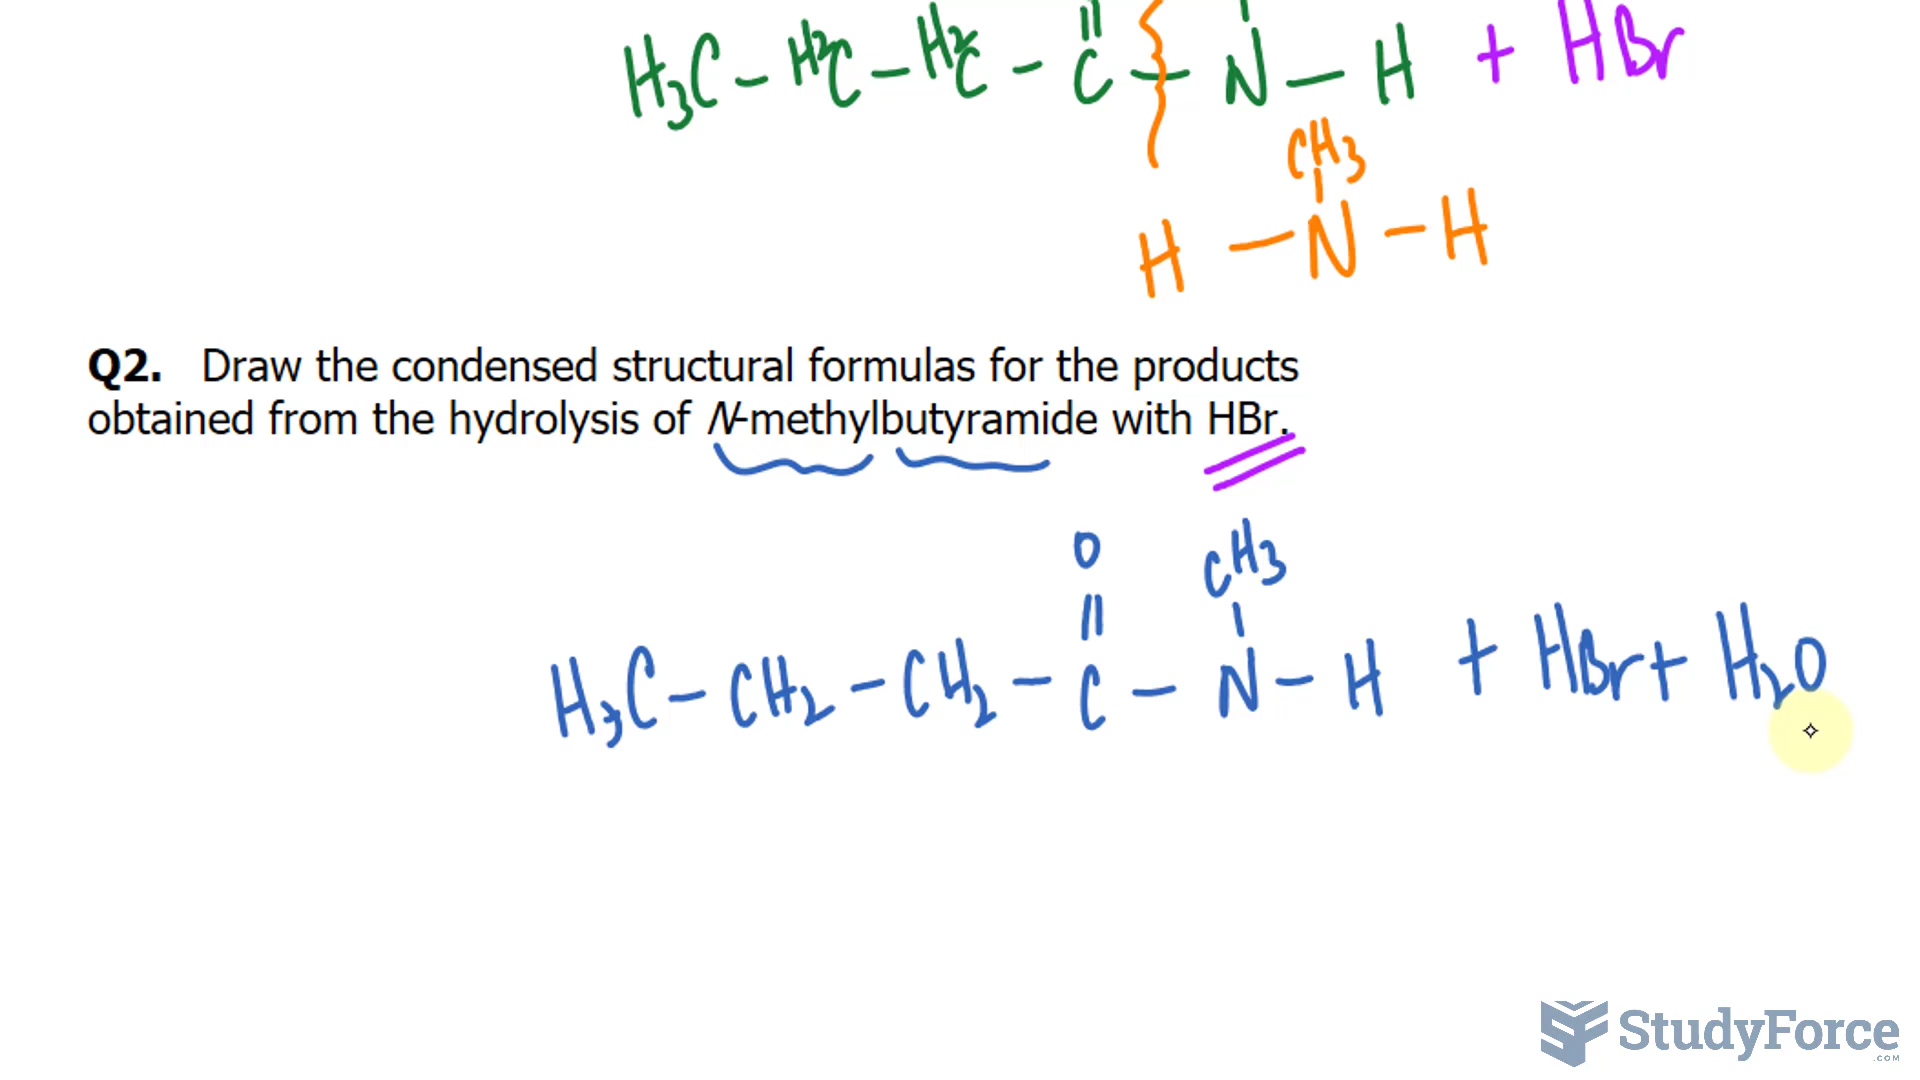 H3C - H2C - H2C - C - N - H + HBr
CH3
H - N - H
Q2. Draw the condensed structural formulas for the products
obtained from the hydrolysis of N-methylbutyramide with HBr.
O CH3
H3C - CH2 - CH2 - C - N - H + HBr + H2O
StudyForce
.COM